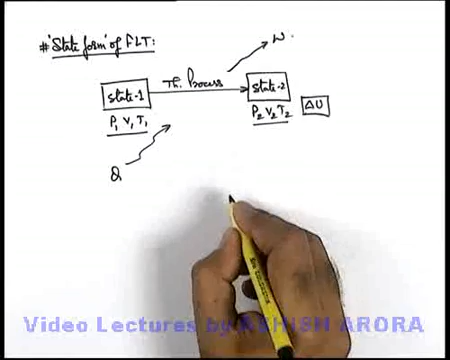 # 'State form' of FLT:
W.
Th. Process
State-1
State-2
P₁ V₁ T₁
P₂ V₂ T₂
ΔU
Q
Video Lectures by ASHISH ARORA